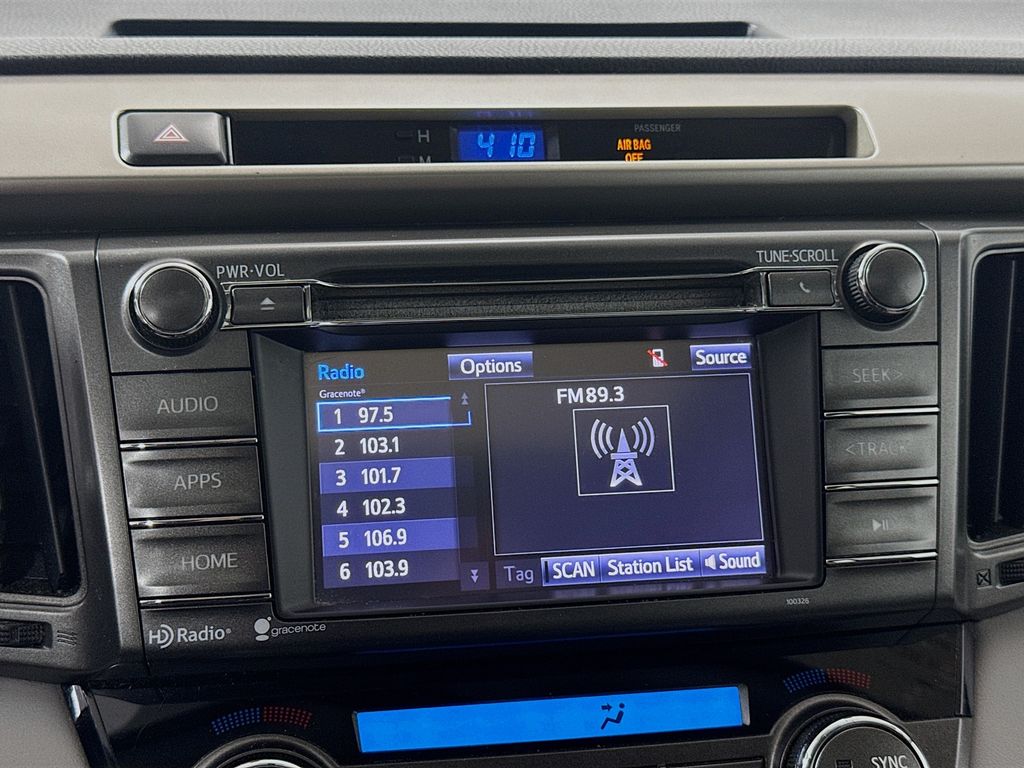 H
4 10
PASSENGER
AIR BAG
OFF
M
PWR·VOL
TUNE·SCROLL
Radio
Options
Source
Gracenote®
FM 89.3
1 97.5
2 103.1
3 101.7
4 102.3
5 106.9
6 103.9
Tag
SCAN
Station List
Sound
AUDIO
APPS
HOME
SEEK>
<TRACK
HD Radio®
gracenote
100326
SYNC